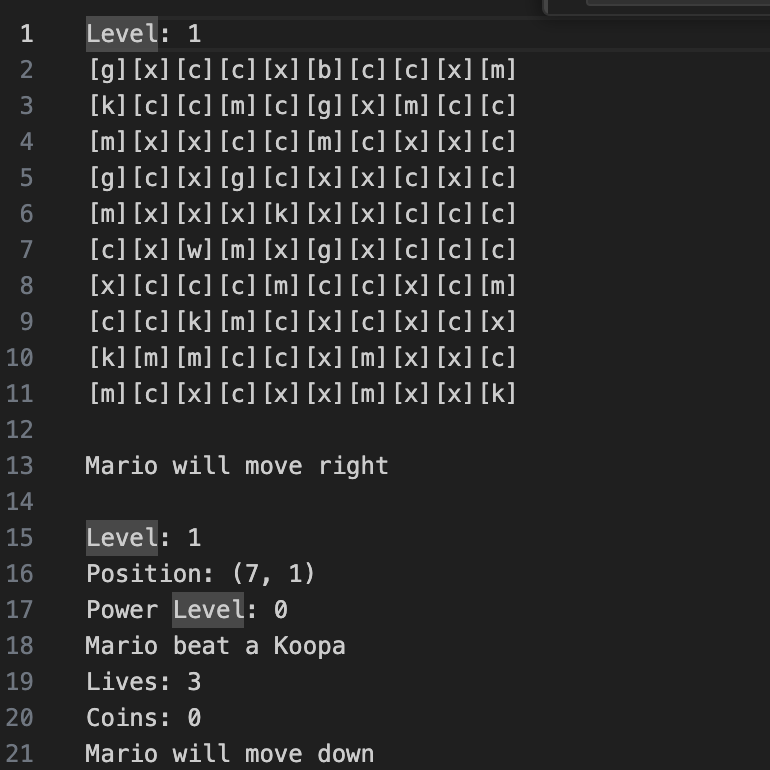 1 Level: 1
2 [g][x][c][c][x][b][c][c][x][m]
3 [k][c][c][m][c][g][x][m][c][c]
4 [m][x][x][c][c][m][c][x][x][c]
5 [g][c][x][g][c][x][x][c][x][c]
6 [m][x][x][x][k][x][x][c][c][c]
7 [c][x][w][m][x][g][x][c][c][c]
8 [x][c][c][c][m][c][c][x][c][m]
9 [c][c][k][m][c][x][c][x][c][x]
10 [k][m][m][c][c][x][m][x][x][c]
11 [m][c][x][c][x][x][m][x][x][k]
12
13 Mario will move right
14
15 Level: 1
16 Position: (7, 1)
17 Power Level: 0
18 Mario beat a Koopa
19 Lives: 3
20 Coins: 0
21 Mario will move down